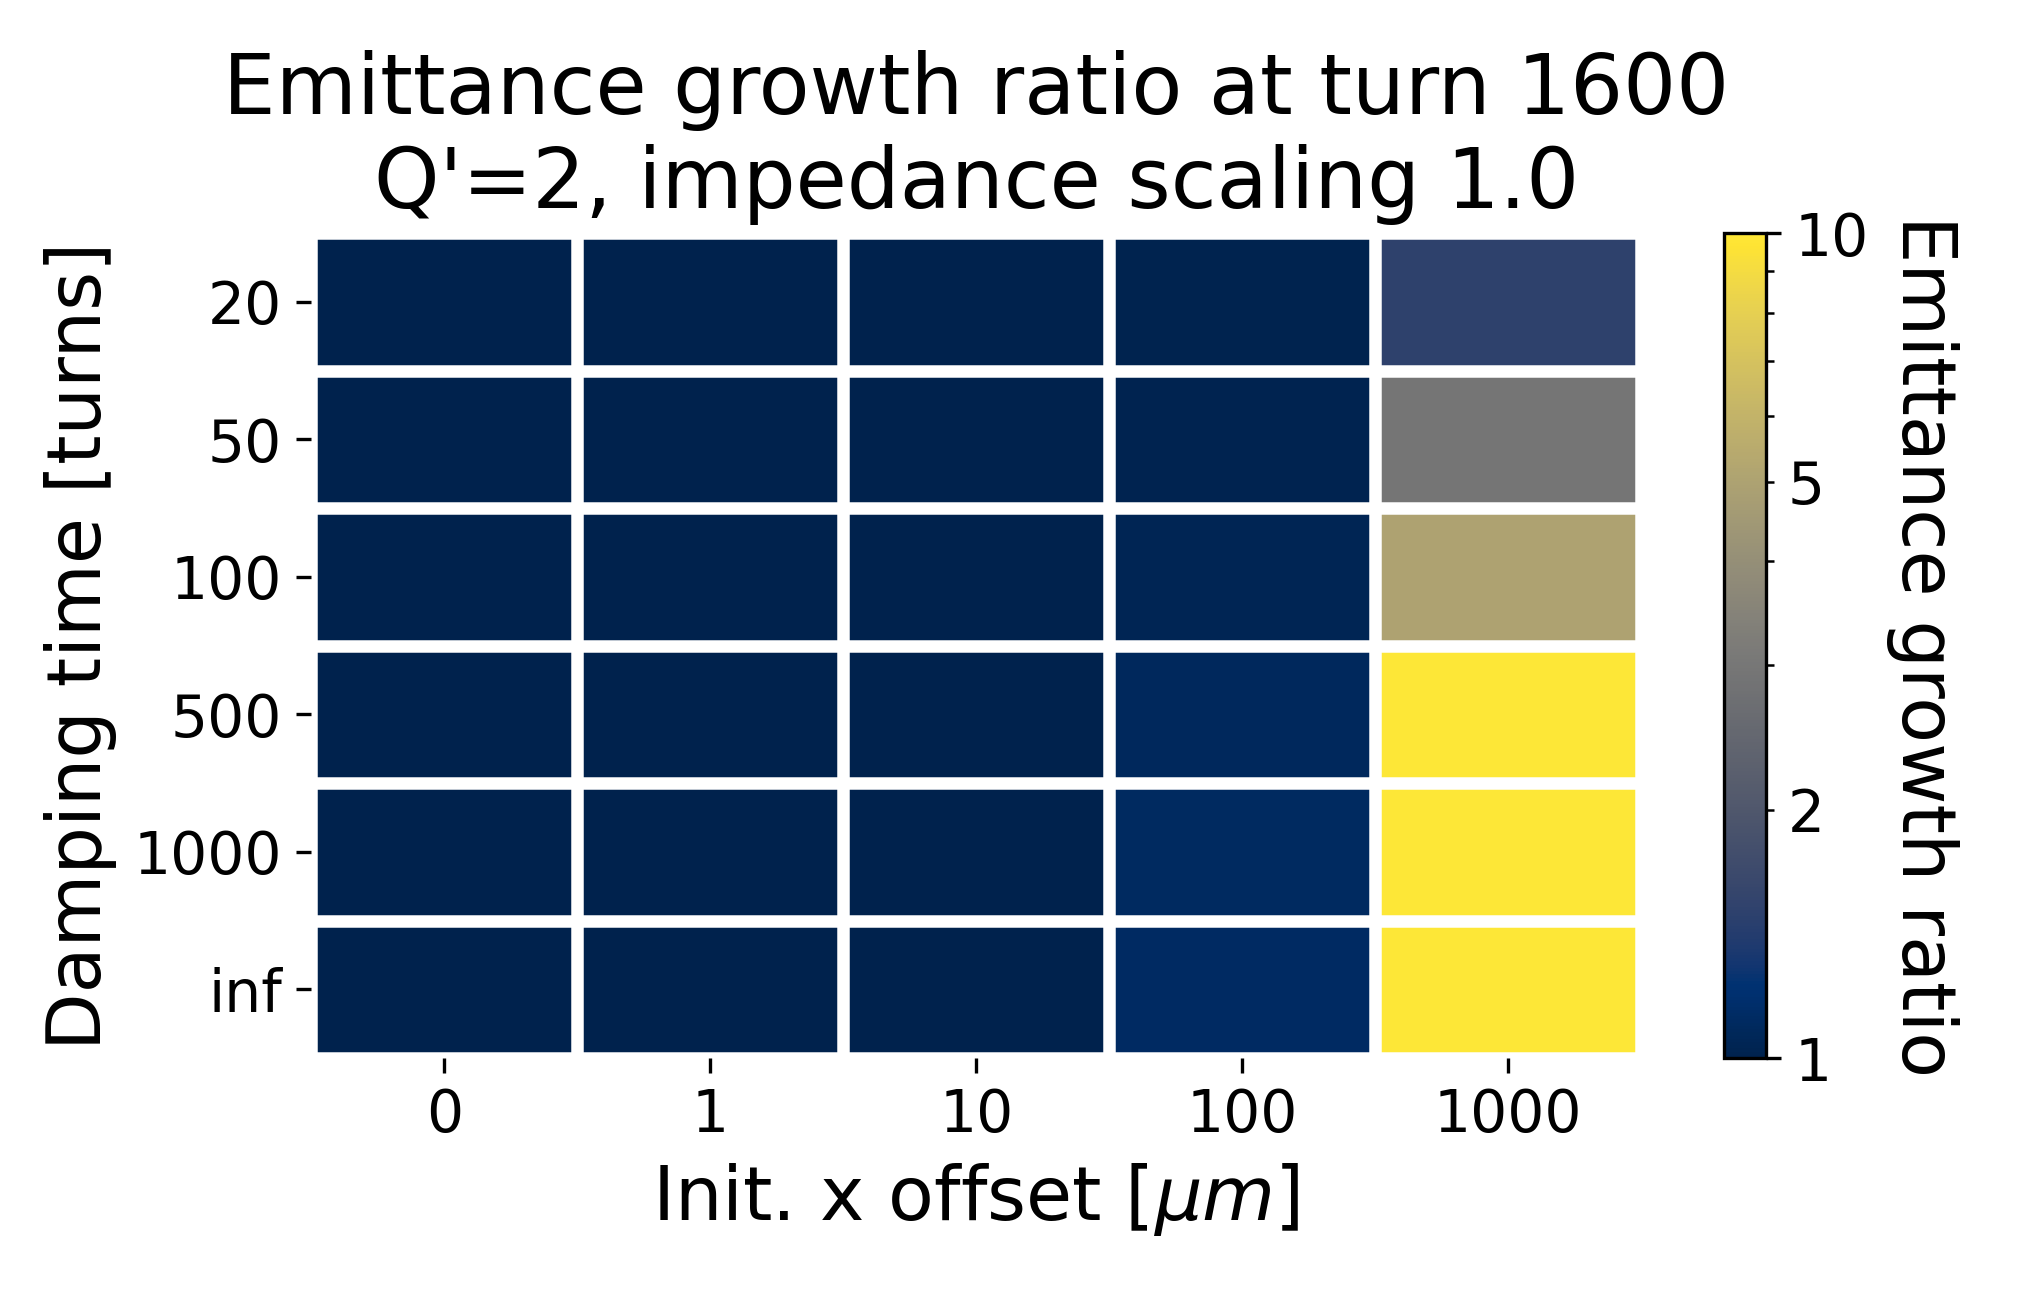 Emittance growth ratio at turn 1600
Q'=2, impedance scaling 1.0
Damping time [turns]
20
50
100
500
1000
inf
0 1 10 100 1000
Init. x offset [μm]
10
5
2
1
Emittance growth ratio